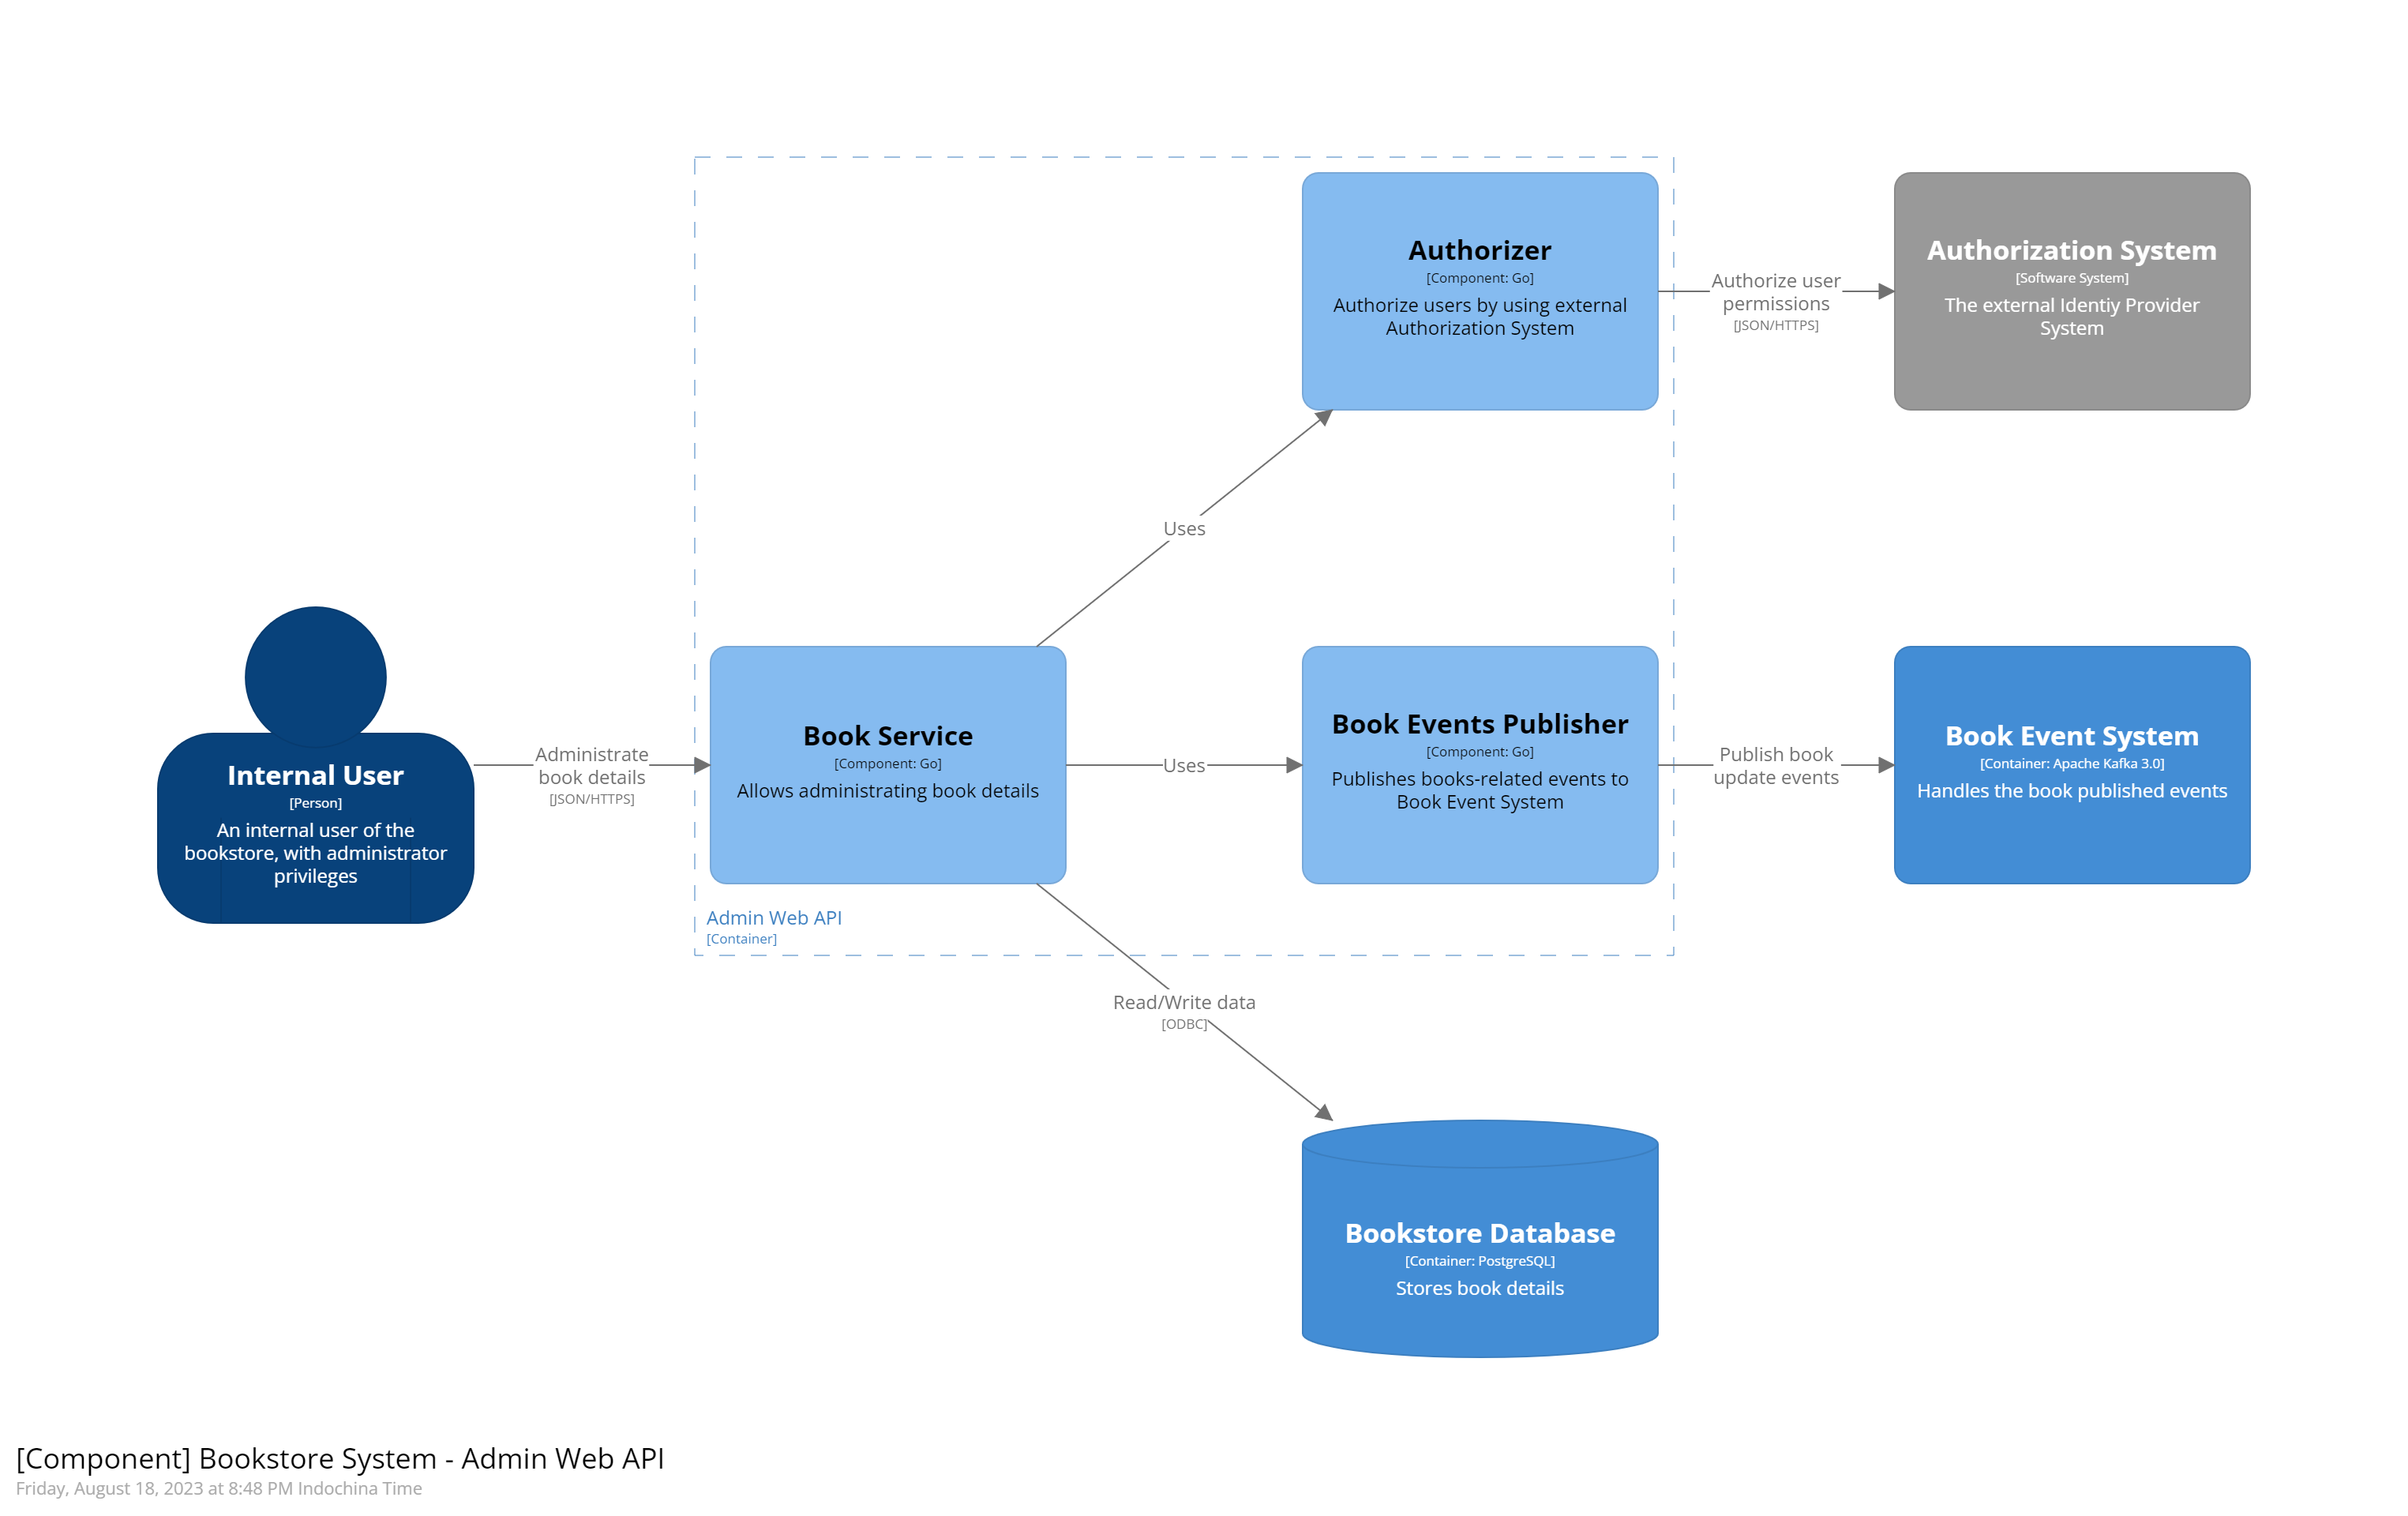 Authorizer
[Component: Go]
Authorize users by using external
Authorization System
Authorize user
permissions
[JSON/HTTPS]
Authorization System
[Software System]
The external Identiy Provider
System
Uses
Internal User
[Person]
An internal user of the
bookstore, with administrator
privileges
Administrate
book details
[JSON/HTTPS]
Book Service
[Component: Go]
Allows administrating book details
Uses
Book Events Publisher
[Component: Go]
Publishes books-related events to
Book Event System
Publish book
update events
Book Event System
[Container: Apache Kafka 3.0]
Handles the book published events
Admin Web API
[Container]
Read/Write data
[ODBC]
Bookstore Database
[Container: PostgreSQL]
Stores book details
[Component] Bookstore System - Admin Web API
Friday, August 18, 2023 at 8:48 PM Indochina Time